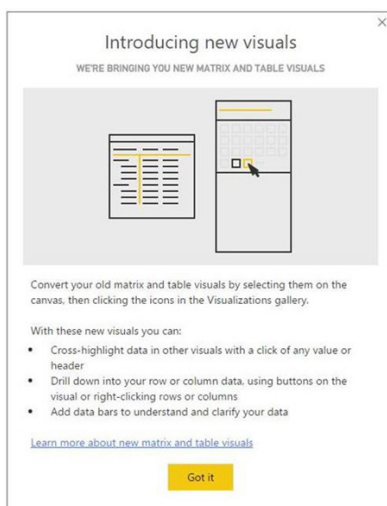 Introducing new visuals
WE'RE BRINGING YOU NEW MATRIX AND TABLE VISUALS
Convert your old matrix and table visuals by selecting them on the
canvas, then clicking the icons in the Visualizations gallery.
With these new visuals you can:
• Cross-highlight data in other visuals with a click of any value or
header
• Drill down into your row or column data, using buttons on the
visual or right-clicking rows or columns
• Add data bars to understand and clarify your data
Learn more about new matrix and table visuals
Got it